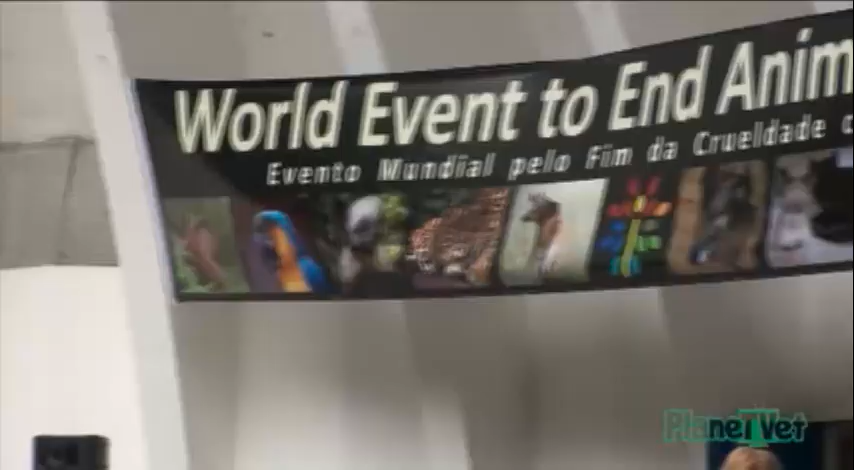 World Event to End Anim
Evento Mundial pelo Fim da Crueldade c
PlaneTVet